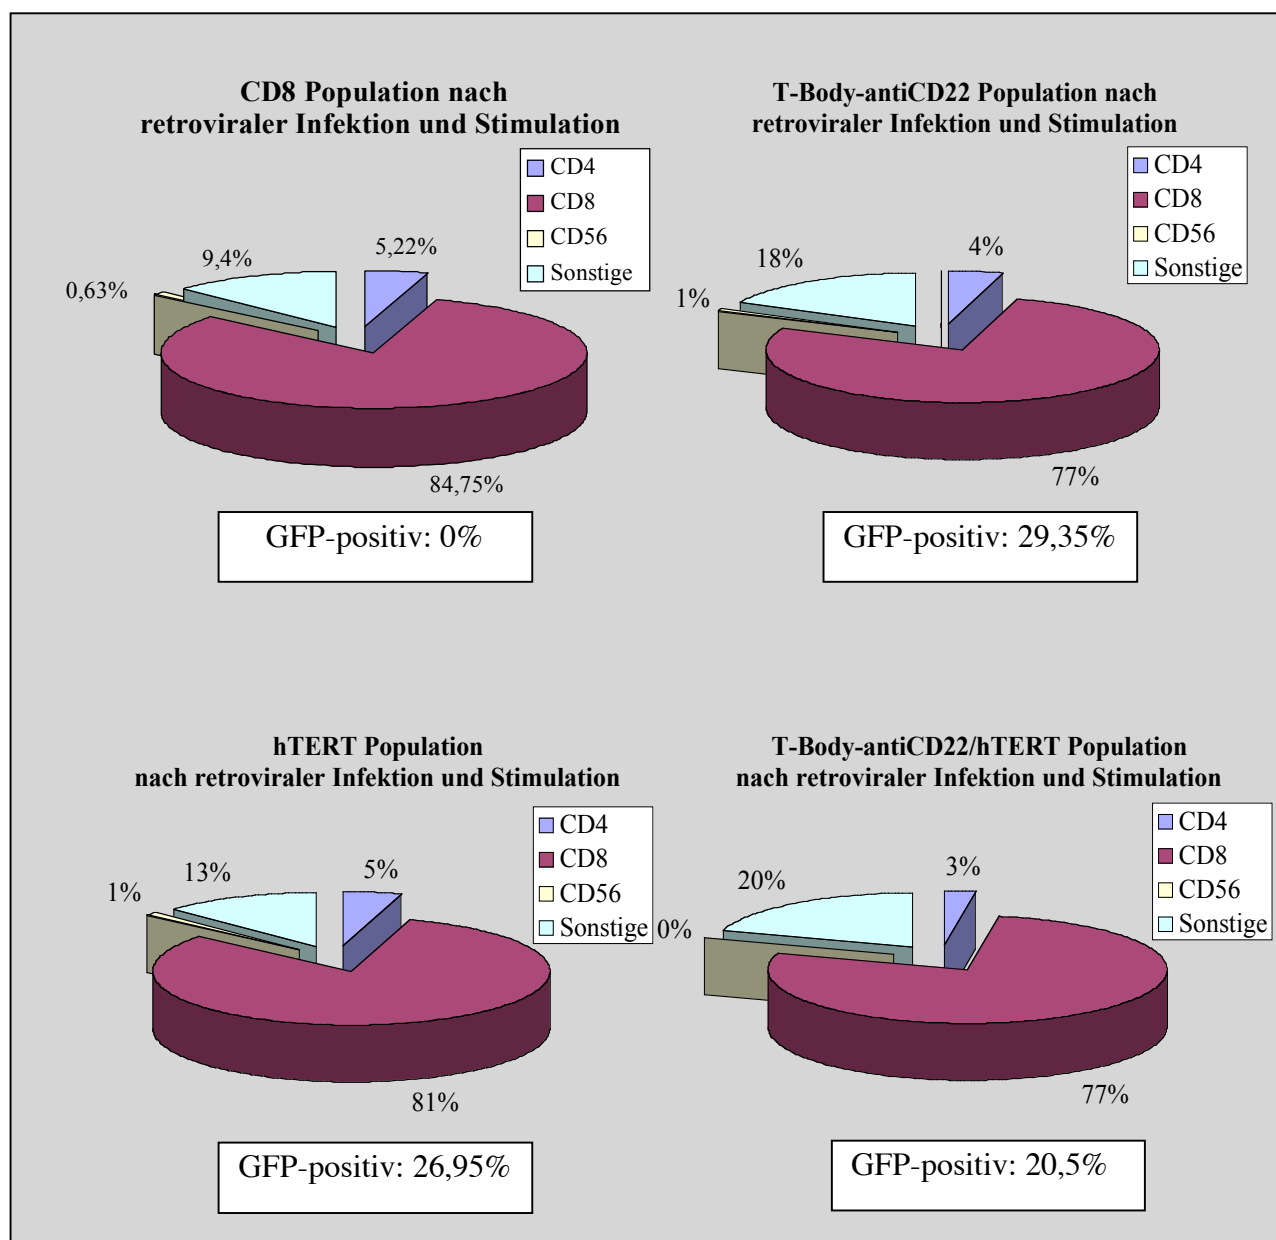 CD8 Population nach
retroviraler Infektion und Stimulation
CD4
CD8
CD56
Sonstige
5,22%
9,4%
0,63%
84,75%
GFP-positiv: 0%
T-Body-antiCD22 Population nach
retroviraler Infektion und Stimulation
CD4
CD8
CD56
Sonstige
4%
18%
1%
77%
GFP-positiv: 29,35%
hTERT Population
nach retroviraler Infektion und Stimulation
CD4
CD8
CD56
Sonstige
5%
13%
1%
81%
GFP-positiv: 26,95%
T-Body-antiCD22/hTERT Population
nach retroviraler Infektion und Stimulation
CD4
CD8
CD56
Sonstige
3%
20%
0%
77%
GFP-positiv: 20,5%